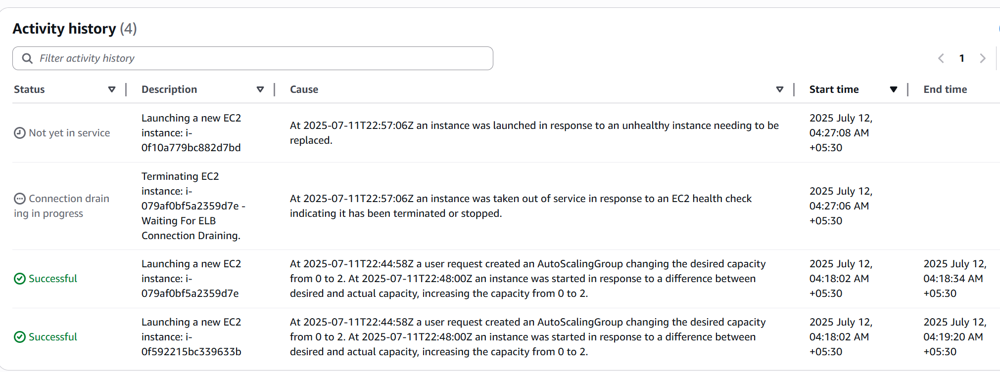 Activity history (4)
Filter activity history
1
Status Description Cause Start time End time
Not yet in service
Launching a new EC2
instance: i-
0f10a779bc882d7bd
At 2025-07-11T22:57:06Z an instance was launched in response to an unhealthy instance needing to be
replaced.
2025 July 12,
04:27:08 AM
+05:30
Connection drain
ing in progress
Terminating EC2
instance: i-
079af0bf5a2359d7e -
Waiting For ELB
Connection Draining.
At 2025-07-11T22:57:06Z an instance was taken out of service in response to an EC2 health check
indicating it has been terminated or stopped.
2025 July 12,
04:27:06 AM
+05:30
Successful
Launching a new EC2
instance: i-
079af0bf5a2359d7e
At 2025-07-11T22:44:58Z a user request created an AutoScalingGroup changing the desired capacity
from 0 to 2. At 2025-07-11T22:48:00Z an instance was started in response to a difference between
desired and actual capacity, increasing the capacity from 0 to 2.
2025 July 12,
04:18:02 AM
+05:30
2025 July 12,
04:18:34 AM
+05:30
Successful
Launching a new EC2
instance: i-
0f592215bc339633b
At 2025-07-11T22:44:58Z a user request created an AutoScalingGroup changing the desired capacity
from 0 to 2. At 2025-07-11T22:48:00Z an instance was started in response to a difference between
desired and actual capacity, increasing the capacity from 0 to 2.
2025 July 12,
04:18:02 AM
+05:30
2025 July 12,
04:19:20 AM
+05:30